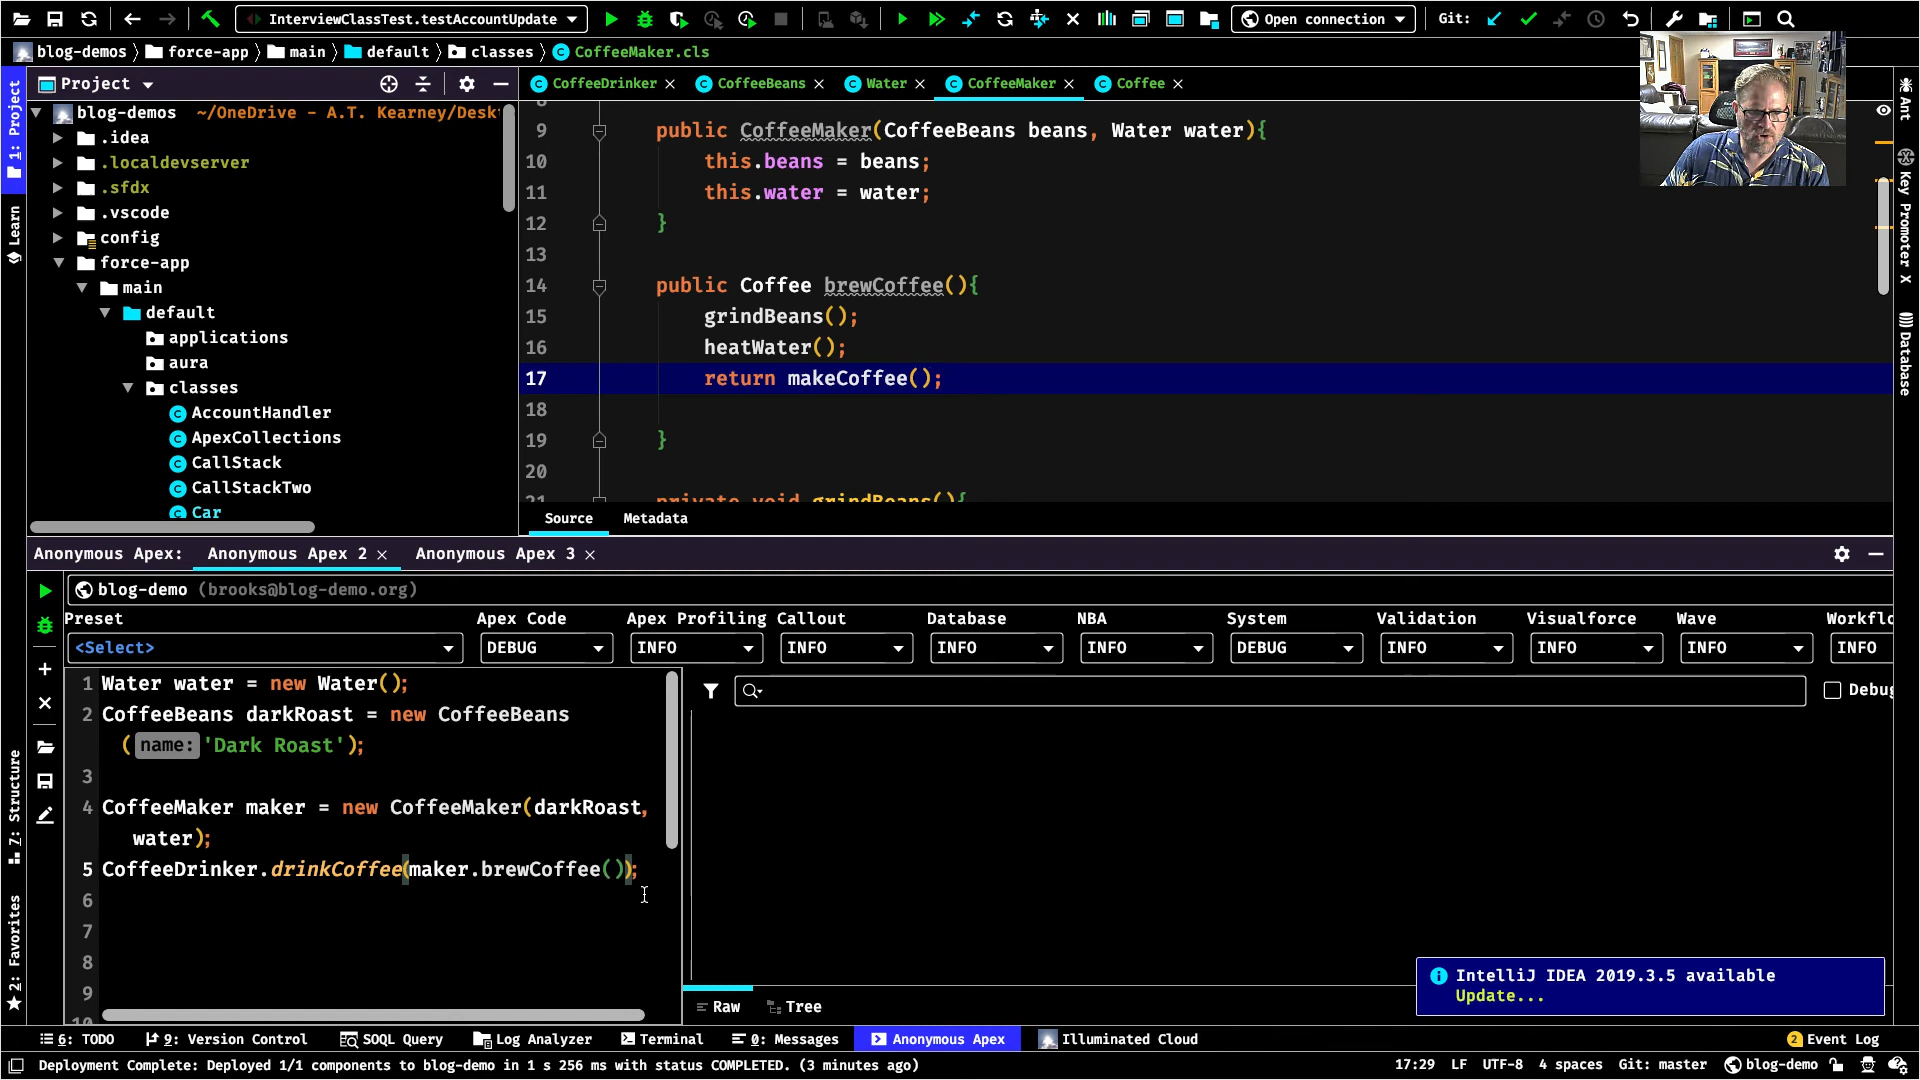 InterviewClassTest.testAccountUpdate
Open connection
Git:
blog-demos
force-app
main
default
classes
CoffeeMaker.cls
1: Project
Learn
7: Structure
2: Favorites
Project
blog-demos ~/OneDrive - A.T. Kearney/Deskt
.idea
.localdevserver
.sfdx
.vscode
config
force-app
main
default
applications
aura
classes
AccountHandler
ApexCollections
CallStack
CallStackTwo
Car
CoffeeDrinker
CoffeeBeans
Water
CoffeeMaker
Coffee
9 public CoffeeMaker(CoffeeBeans beans, Water water){
10 this.beans = beans;
11 this.water = water;
12 }
13
14 public Coffee brewCoffee(){
15 grindBeans();
16 heatWater();
17 return makeCoffee();
18
19 }
20
21 private void grindBeans(){
Source Metadata
Ant
Key Promoter X
Database
Anonymous Apex: Anonymous Apex 2 Anonymous Apex 3
blog-demo (brooks@blog-demo.org)
Preset Apex Code Apex Profiling Callout Database NBA System Validation Visualforce Wave Workflo
<Select> DEBUG INFO INFO INFO INFO DEBUG INFO INFO INFO INFO
1 Water water = new Water();
2 CoffeeBeans darkRoast = new CoffeeBeans
( name: 'Dark Roast');
3
4 CoffeeMaker maker = new CoffeeMaker(darkRoast,
water);
5 CoffeeDrinker.drinkCoffee(maker.brewCoffee());
6
7
8
9
10
Debug
Raw Tree
IntelliJ IDEA 2019.3.5 available
Update...
6: TODO 9: Version Control SOQL Query Log Analyzer Terminal 0: Messages Anonymous Apex Illuminated Cloud 2 Event Log
Deployment Complete: Deployed 1/1 components to blog-demo in 1 s 256 ms with status COMPLETED. (3 minutes ago) 17:29 LF UTF-8 4 spaces Git: master blog-demo